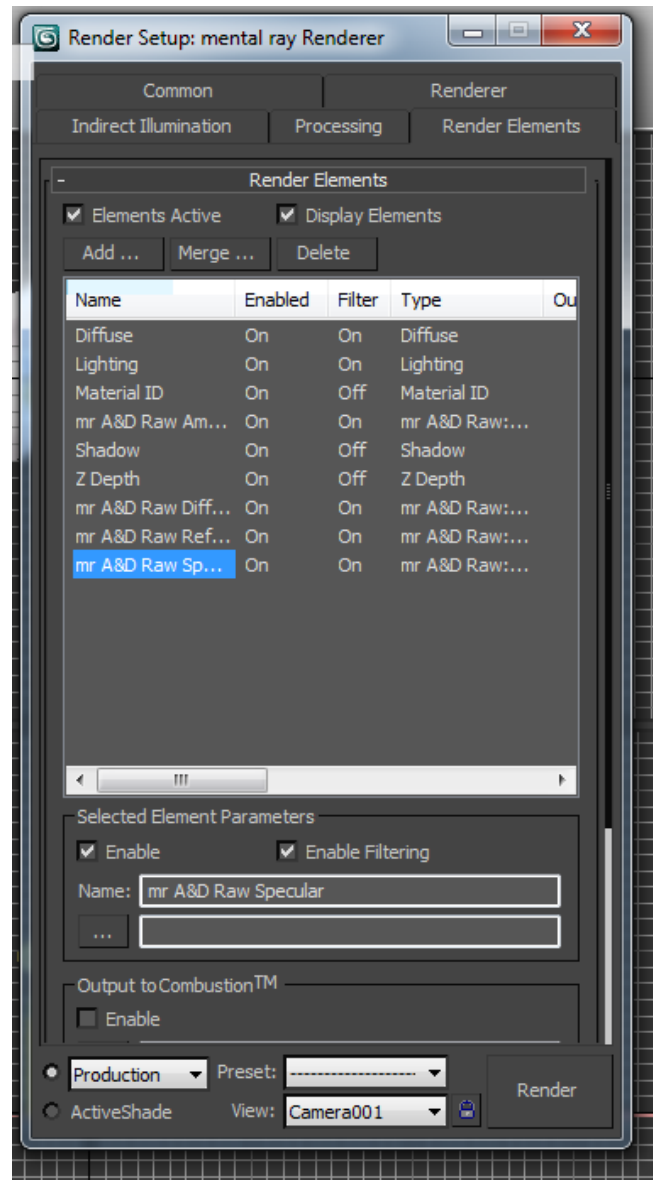 Render Setup: mental ray Renderer
Common Renderer
Indirect Illumination Processing Render Elements
- Render Elements
Elements Active Display Elements
Add ... Merge ... Delete
Name Enabled Filter Type Ou
Diffuse On On Diffuse
Lighting On On Lighting
Material ID On Off Material ID
mr A&D Raw Am... On On mr A&D Raw:...
Shadow On Off Shadow
Z Depth On Off Z Depth
mr A&D Raw Diff... On On mr A&D Raw:...
mr A&D Raw Ref... On On mr A&D Raw:...
mr A&D Raw Sp... On On mr A&D Raw:...
Selected Element Parameters
Enable Enable Filtering
Name: mr A&D Raw Specular
...
Output to Combustion™
Enable
Production Preset: -------------------- Render
ActiveShade View: Camera001